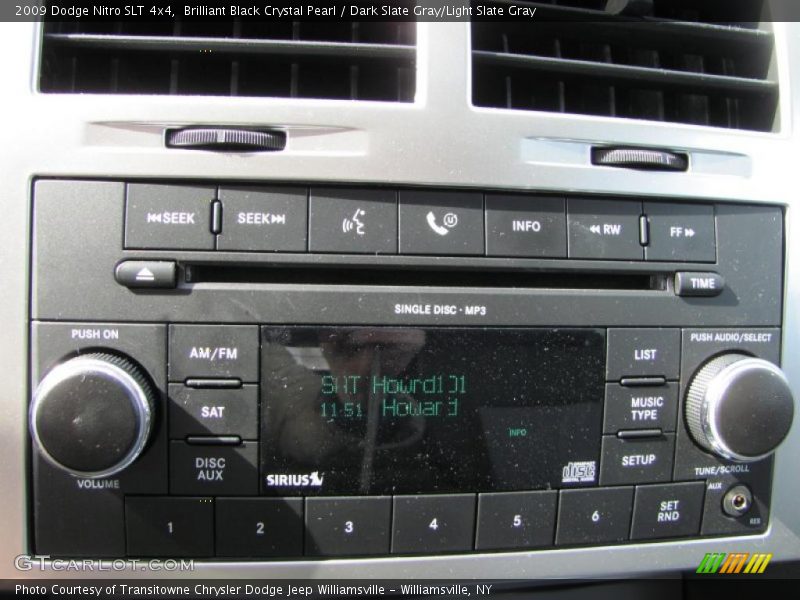 2009 Dodge Nitro SLT 4x4,  Brilliant Black Crystal Pearl / Dark Slate Gray/Light Slate Gray
SEEK
SEEK
INFO
RW
FF
TIME
SINGLE DISC · MP3
PUSH ON
PUSH AUDIO/SELECT
AM/FM
SAT
DISC AUX
VOLUME
11:51
INFO
SIRIUS
LIST
MUSIC TYPE
SETUP
TUNE/SCROLL
AUX
1
2
3
4
5
6
SET RND
GTcarlot.com
Photo Courtesy of Transitowne Chrysler Dodge Jeep Williamsville – Williamsville, NY